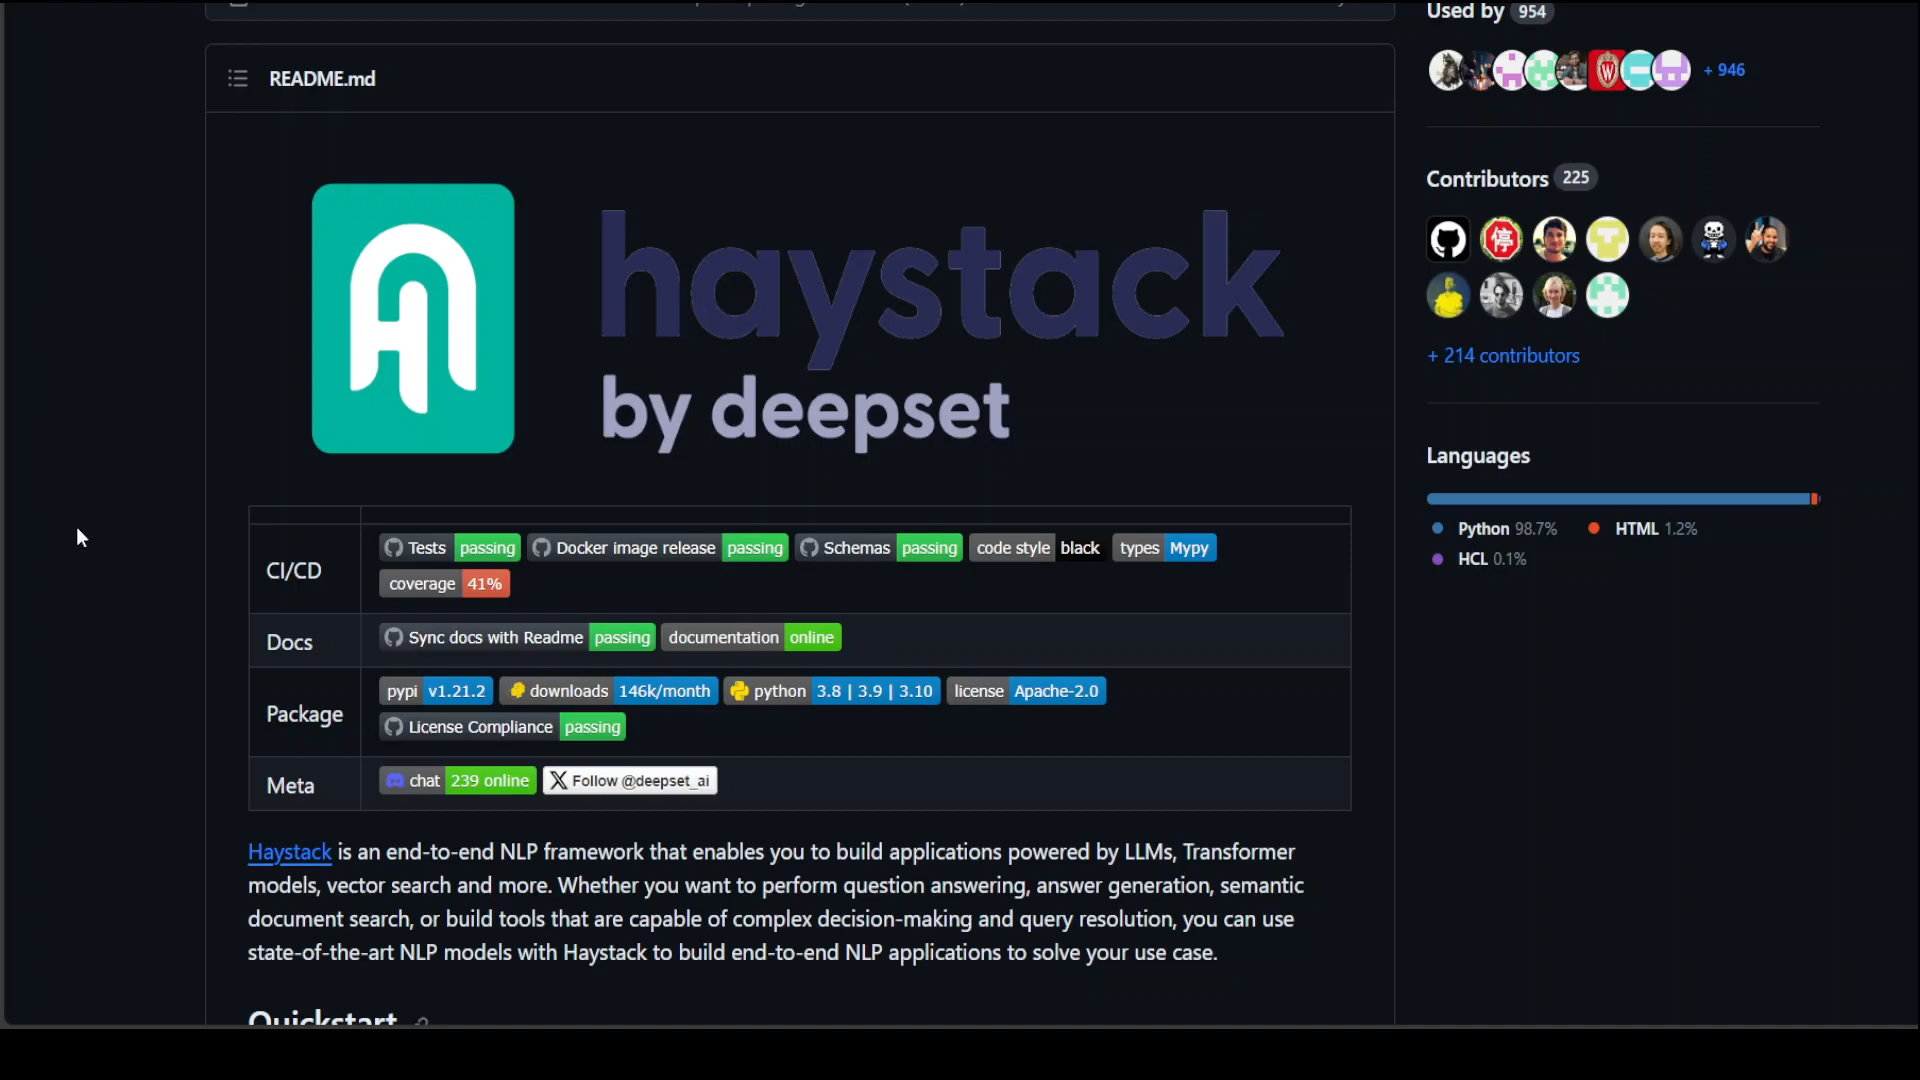 Used by 954
README.md
+ 946
Contributors 225
haystack
by deepset
停
W
+ 214 contributors
Languages
Python 98.7% HTML 1.2%
HCL 0.1%
CI/CD
Tests passing Docker image release passing Schemas passing code style black types Mypy
coverage 41%
Docs
Sync docs with Readme passing documentation online
Package
pypi v1.21.2 downloads 146k/month python 3.8 | 3.9 | 3.10 license Apache-2.0
License Compliance passing
Meta
chat 239 online X Follow @deepset_ai
Haystack is an end-to-end NLP framework that enables you to build applications powered by LLMs, Transformer
models, vector search and more. Whether you want to perform question answering, answer generation, semantic
document search, or build tools that are capable of complex decision-making and query resolution, you can use
state-of-the-art NLP models with Haystack to build end-to-end NLP applications to solve your use case.
Quickstart